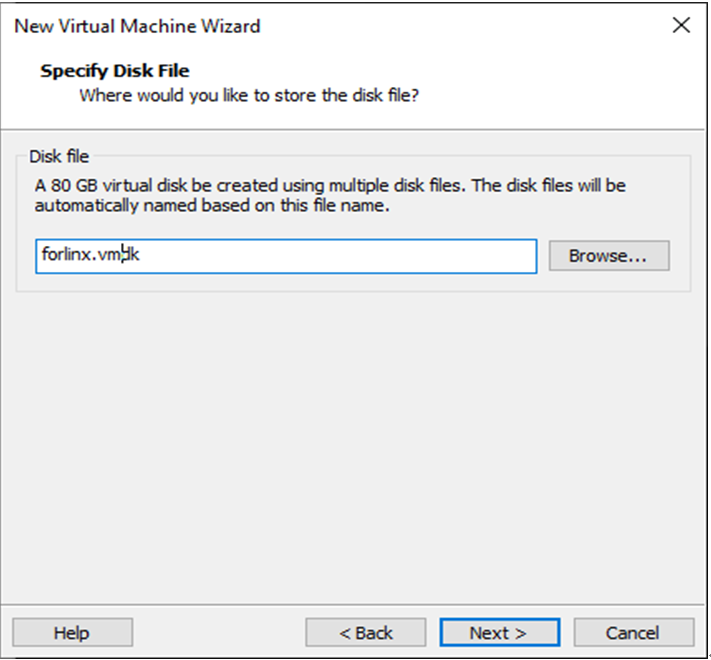 New Virtual Machine Wizard
Specify Disk File
Where would you like to store the disk file?
Disk file
A 80 GB virtual disk be created using multiple disk files. The disk files will be
automatically named based on this file name.
forlinx.vmdk
Browse...
Help
< Back
Next >
Cancel